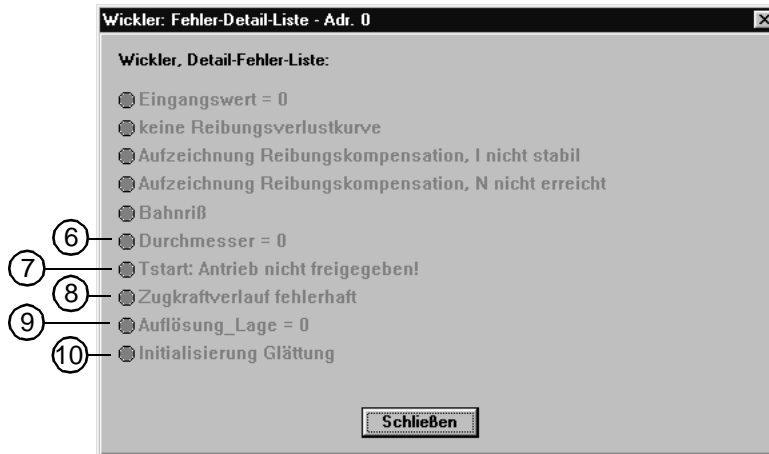 Wickler: Fehler-Detail-Liste - Adr. 0
Wickler, Detail-Fehler-Liste:
Eingangswert = 0
keine Reibungsverlustkurve
Aufzeichnung Reibungskompensation, I nicht stabil
Aufzeichnung Reibungskompensation, N nicht erreicht
Bahnriß
6 Durchmesser = 0
7 Tstart: Antrieb nicht freigegeben!
8 Zugkraftverlauf fehlerhaft
9 Auflösung_Lage = 0
10 Initialisierung Glättung
Schließen